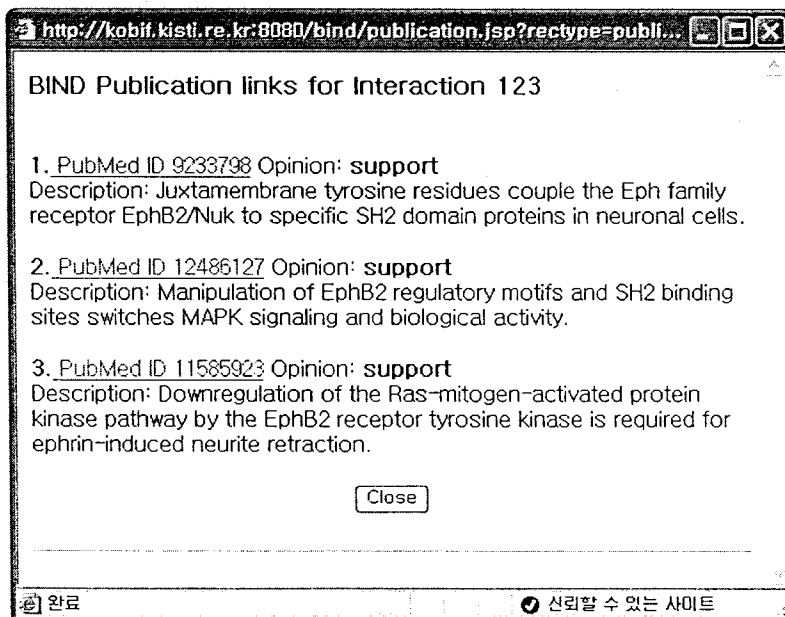 http://kobif.kisti.re.kr:8080/bind/publication.jsp?rectype=publi...
BIND Publication links for Interaction 123
1. PubMed ID 9233798 Opinion: support
Description: Juxtamembrane tyrosine residues couple the Eph family
receptor EphB2/Nuk to specific SH2 domain proteins in neuronal cells.
2. PubMed ID 12486127 Opinion: support
Description: Manipulation of EphB2 regulatory motifs and SH2 binding
sites switches MAPK signaling and biological activity.
3. PubMed ID 11585923 Opinion: support
Description: Downregulation of the Ras-mitogen-activated protein
kinase pathway by the EphB2 receptor tyrosine kinase is required for
ephrin-induced neurite retraction.
Close
완료 신뢰할 수 있는 사이트